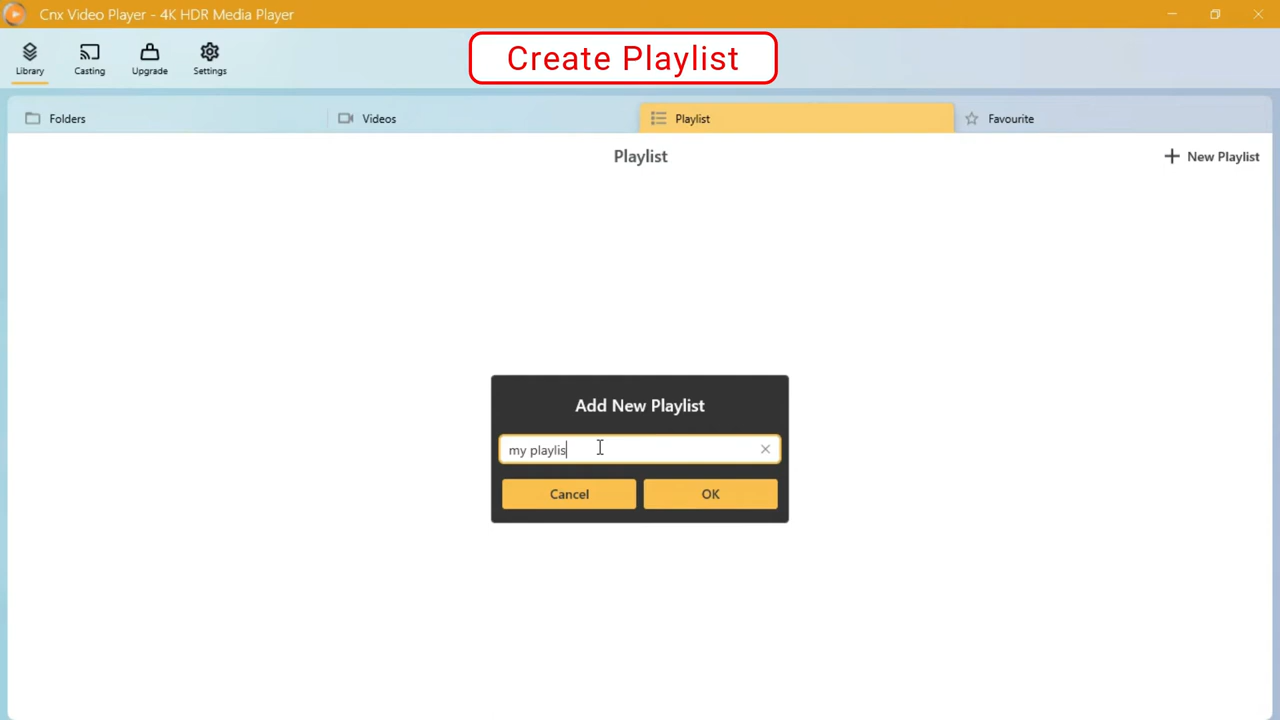 Cnx Video Player - 4K HDR Media Player
Library Casting Upgrade Settings
Create Playlist
Folders Videos Playlist Favourite
Playlist
New Playlist
Add New Playlist
my playlis
Cancel OK